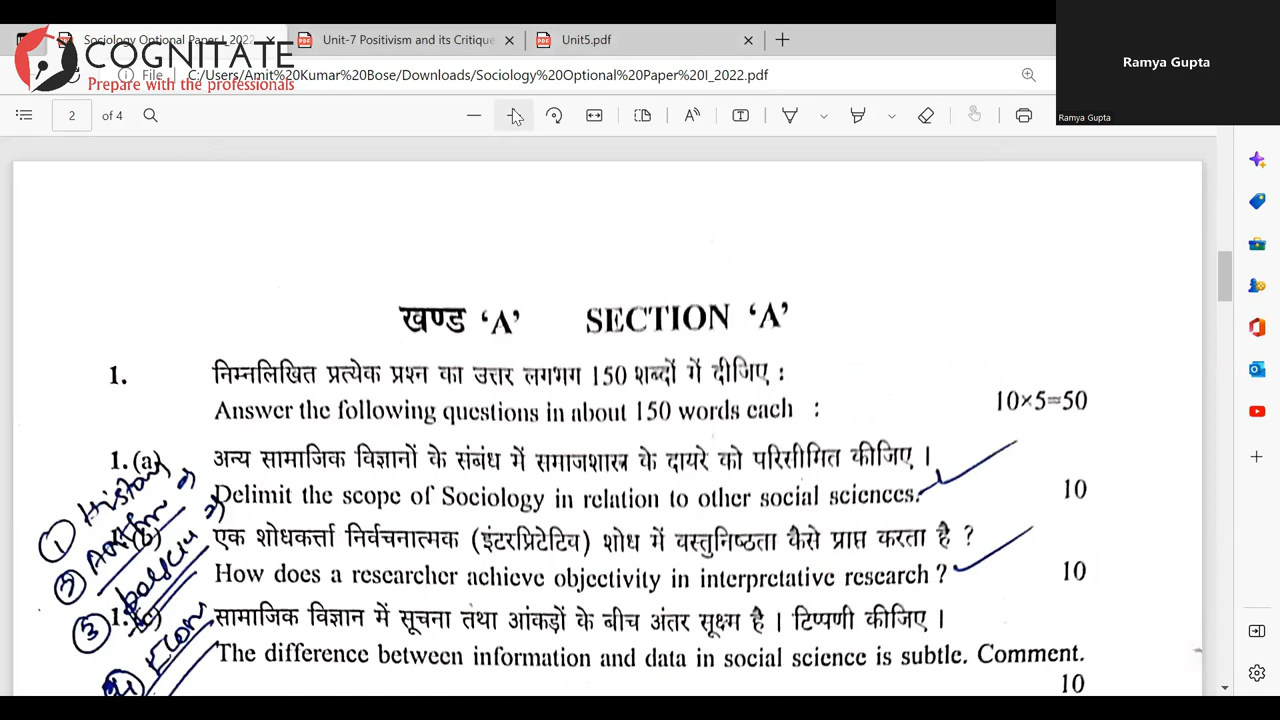 Sociology Optional Paper I_2022
Unit-7 Positivism and its Critique
Unit5.pdf
COGNITATE
Prepare with the professionals
File
C:/Users/Amit%20Kumar%20Bose/Downloads/Sociology%20Optional%20Paper%20I_2022.pdf
Ramya Gupta
Ramya Gupta
2 of 4
खण्ड ‘A’ SECTION ‘A’
1. निम्नलिखित प्रत्येक प्रश्न का उत्तर लगभग 150 शब्दों में दीजिए :
Answer the following questions in about 150 words each : 10×5=50
1.(a) अन्य सामाजिक विज्ञानों के संबंध में समाजशास्त्र के दायरे को परिसीमित कीजिए ।
Delimit the scope of Sociology in relation to other social sciences. 10
(b) एक शोधकर्त्ता निर्वचनात्मक (इंटरप्रिटेटिव) शोध में वस्तुनिष्ठता कैसे प्राप्त करता है ?
How does a researcher achieve objectivity in interpretative research ? 10
1.(c) सामाजिक विज्ञान में सूचना तथा आंकड़ों के बीच अंतर सूक्ष्म है । टिप्पणी कीजिए ।
The difference between information and data in social science is subtle. Comment.
10
① History
②
③ polscie
④ Econ